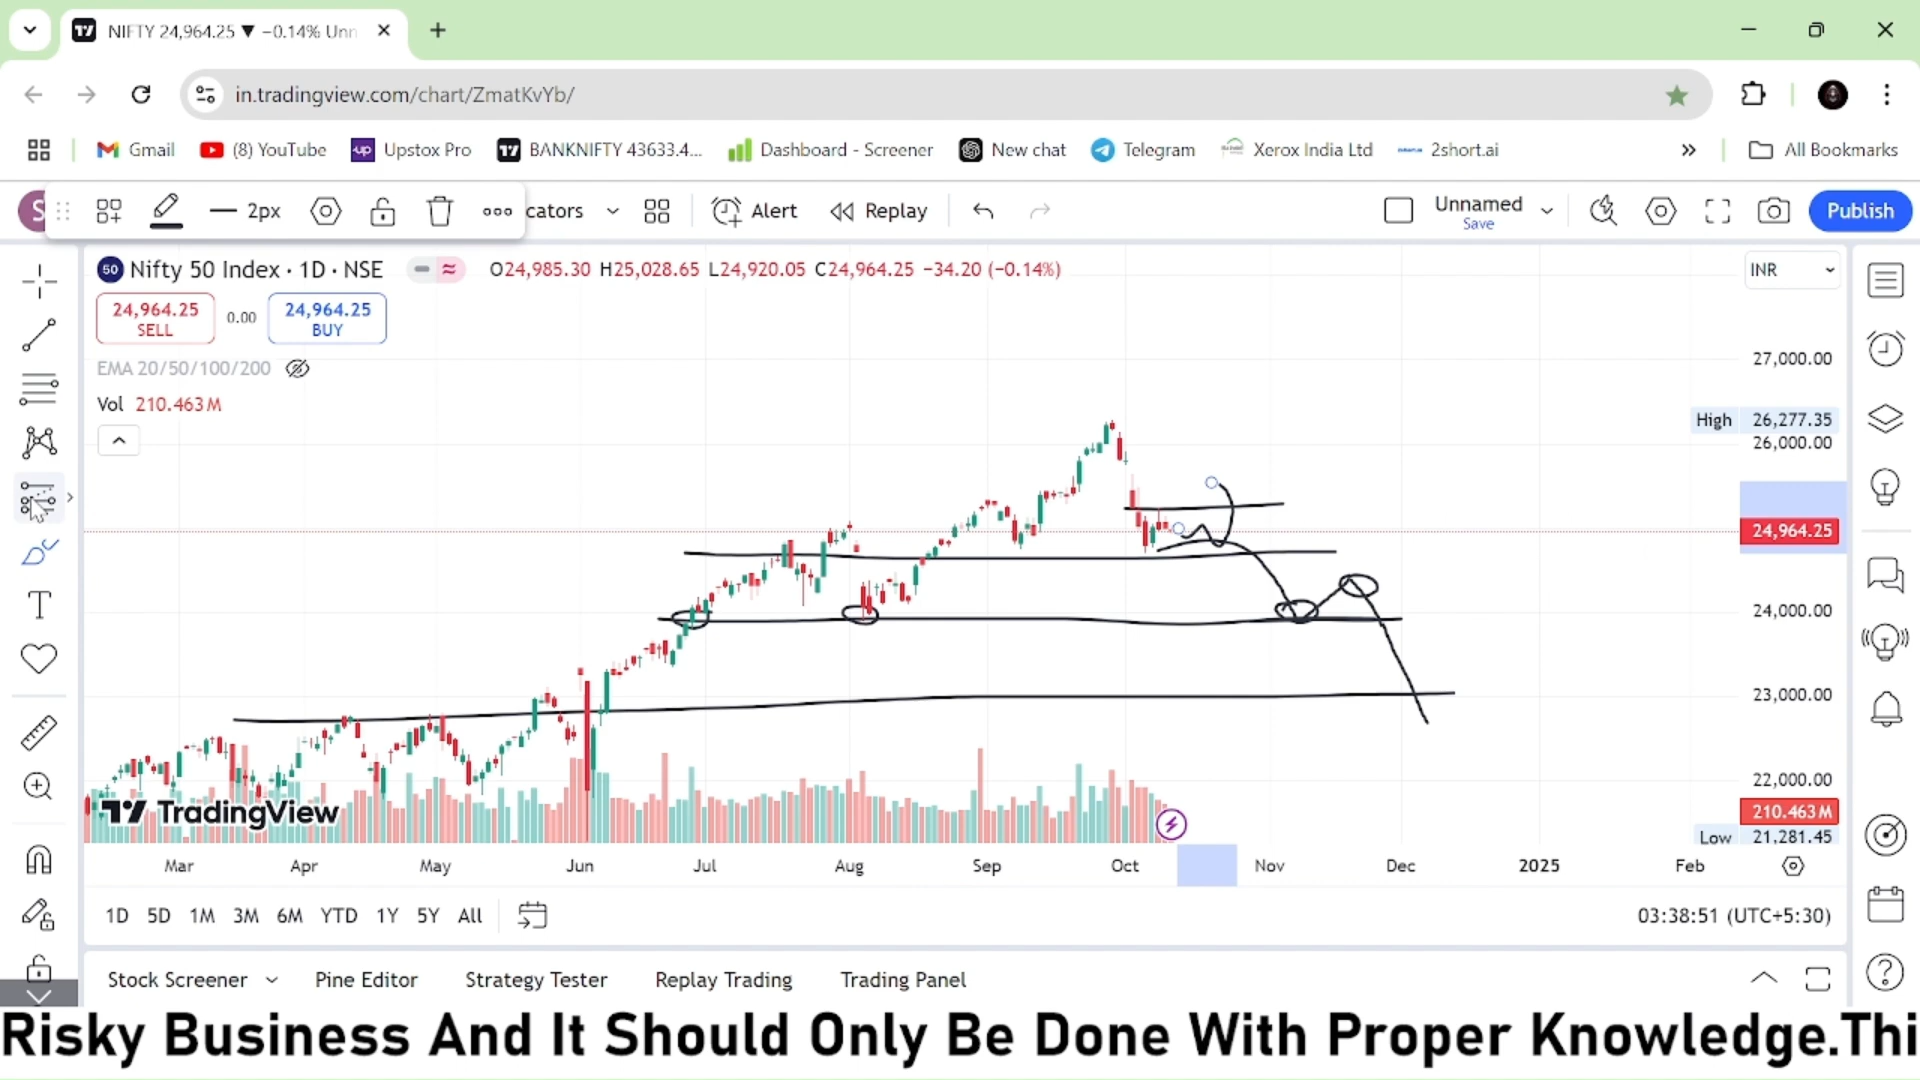 NIFTY 24,964.25 ▼ −0.14% Unn
in.tradingview.com/chart/ZmatKvYb/
Gmail (8) YouTube Upstox Pro BANKNIFTY 43633.4... Dashboard - Screener New chat Telegram Xerox India Ltd 2short.ai » All Bookmarks
S 2px cators Alert Replay Unnamed Save Publish
50 Nifty 50 Index · 1D · NSE O24,985.30 H25,028.65 L24,920.05 C24,964.25 −34.20 (−0.14%) INR
24,964.25 SELL 0.00 24,964.25 BUY
EMA 20/50/100/200
Vol 210.463 M
27,000.00
High 26,277.35
26,000.00
24,964.25
24,000.00
23,000.00
22,000.00
210.463 M
Low 21,281.45
TradingView
Mar Apr May Jun Jul Aug Sep Oct Nov Dec 2025 Feb
1D 5D 1M 3M 6M YTD 1Y 5Y All 03:38:51 (UTC+5:30)
Stock Screener Pine Editor Strategy Tester Replay Trading Trading Panel
Risky Business And It Should Only Be Done With Proper Knowledge.Thi